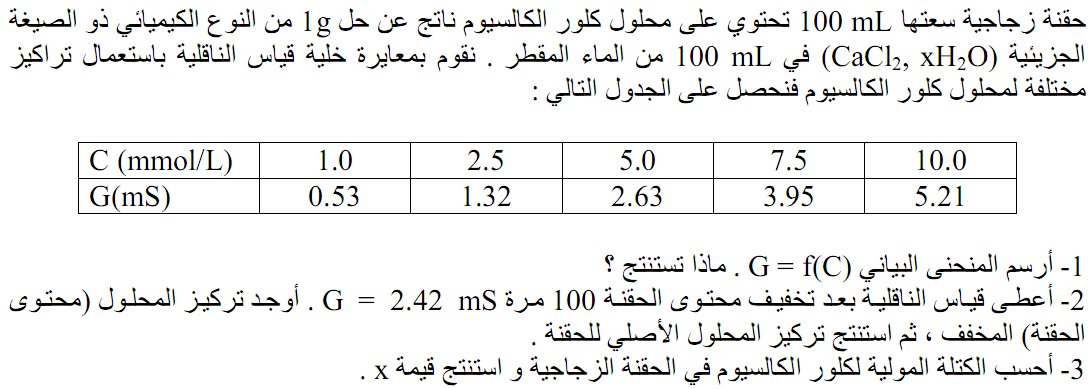 حقنة زجاجية سعتها 100 mL تحتوي على محلول كلور الكالسيوم ناتج عن حل 1g من النوع الكيميائي ذو الصيغة
الجزيئية (CaCl₂, xH₂O) في 100 mL من الماء المقطر . نقوم بمعايرة خلية قياس الناقلية باستعمال تراكيز
مختلفة لمحلول كلور الكالسيوم فنحصل على الجدول التالي :
C (mmol/L) 1.0 2.5 5.0 7.5 10.0
G(mS) 0.53 1.32 2.63 3.95 5.21
1- أرسم المنحنى البياني G = f(C) . ماذا تستنتج ؟
2- أعطى قياس الناقلية بعد تخفيف محتوى الحقنة 100 مرة G = 2.42 mS . أوجد تركيز المحلول (محتوى
الحقنة) المخفف ، ثم استنتج تركيز المحلول الأصلي للحقنة .
3- أحسب الكتلة المولية لكلور الكالسيوم في الحقنة الزجاجية و استنتج قيمة x .